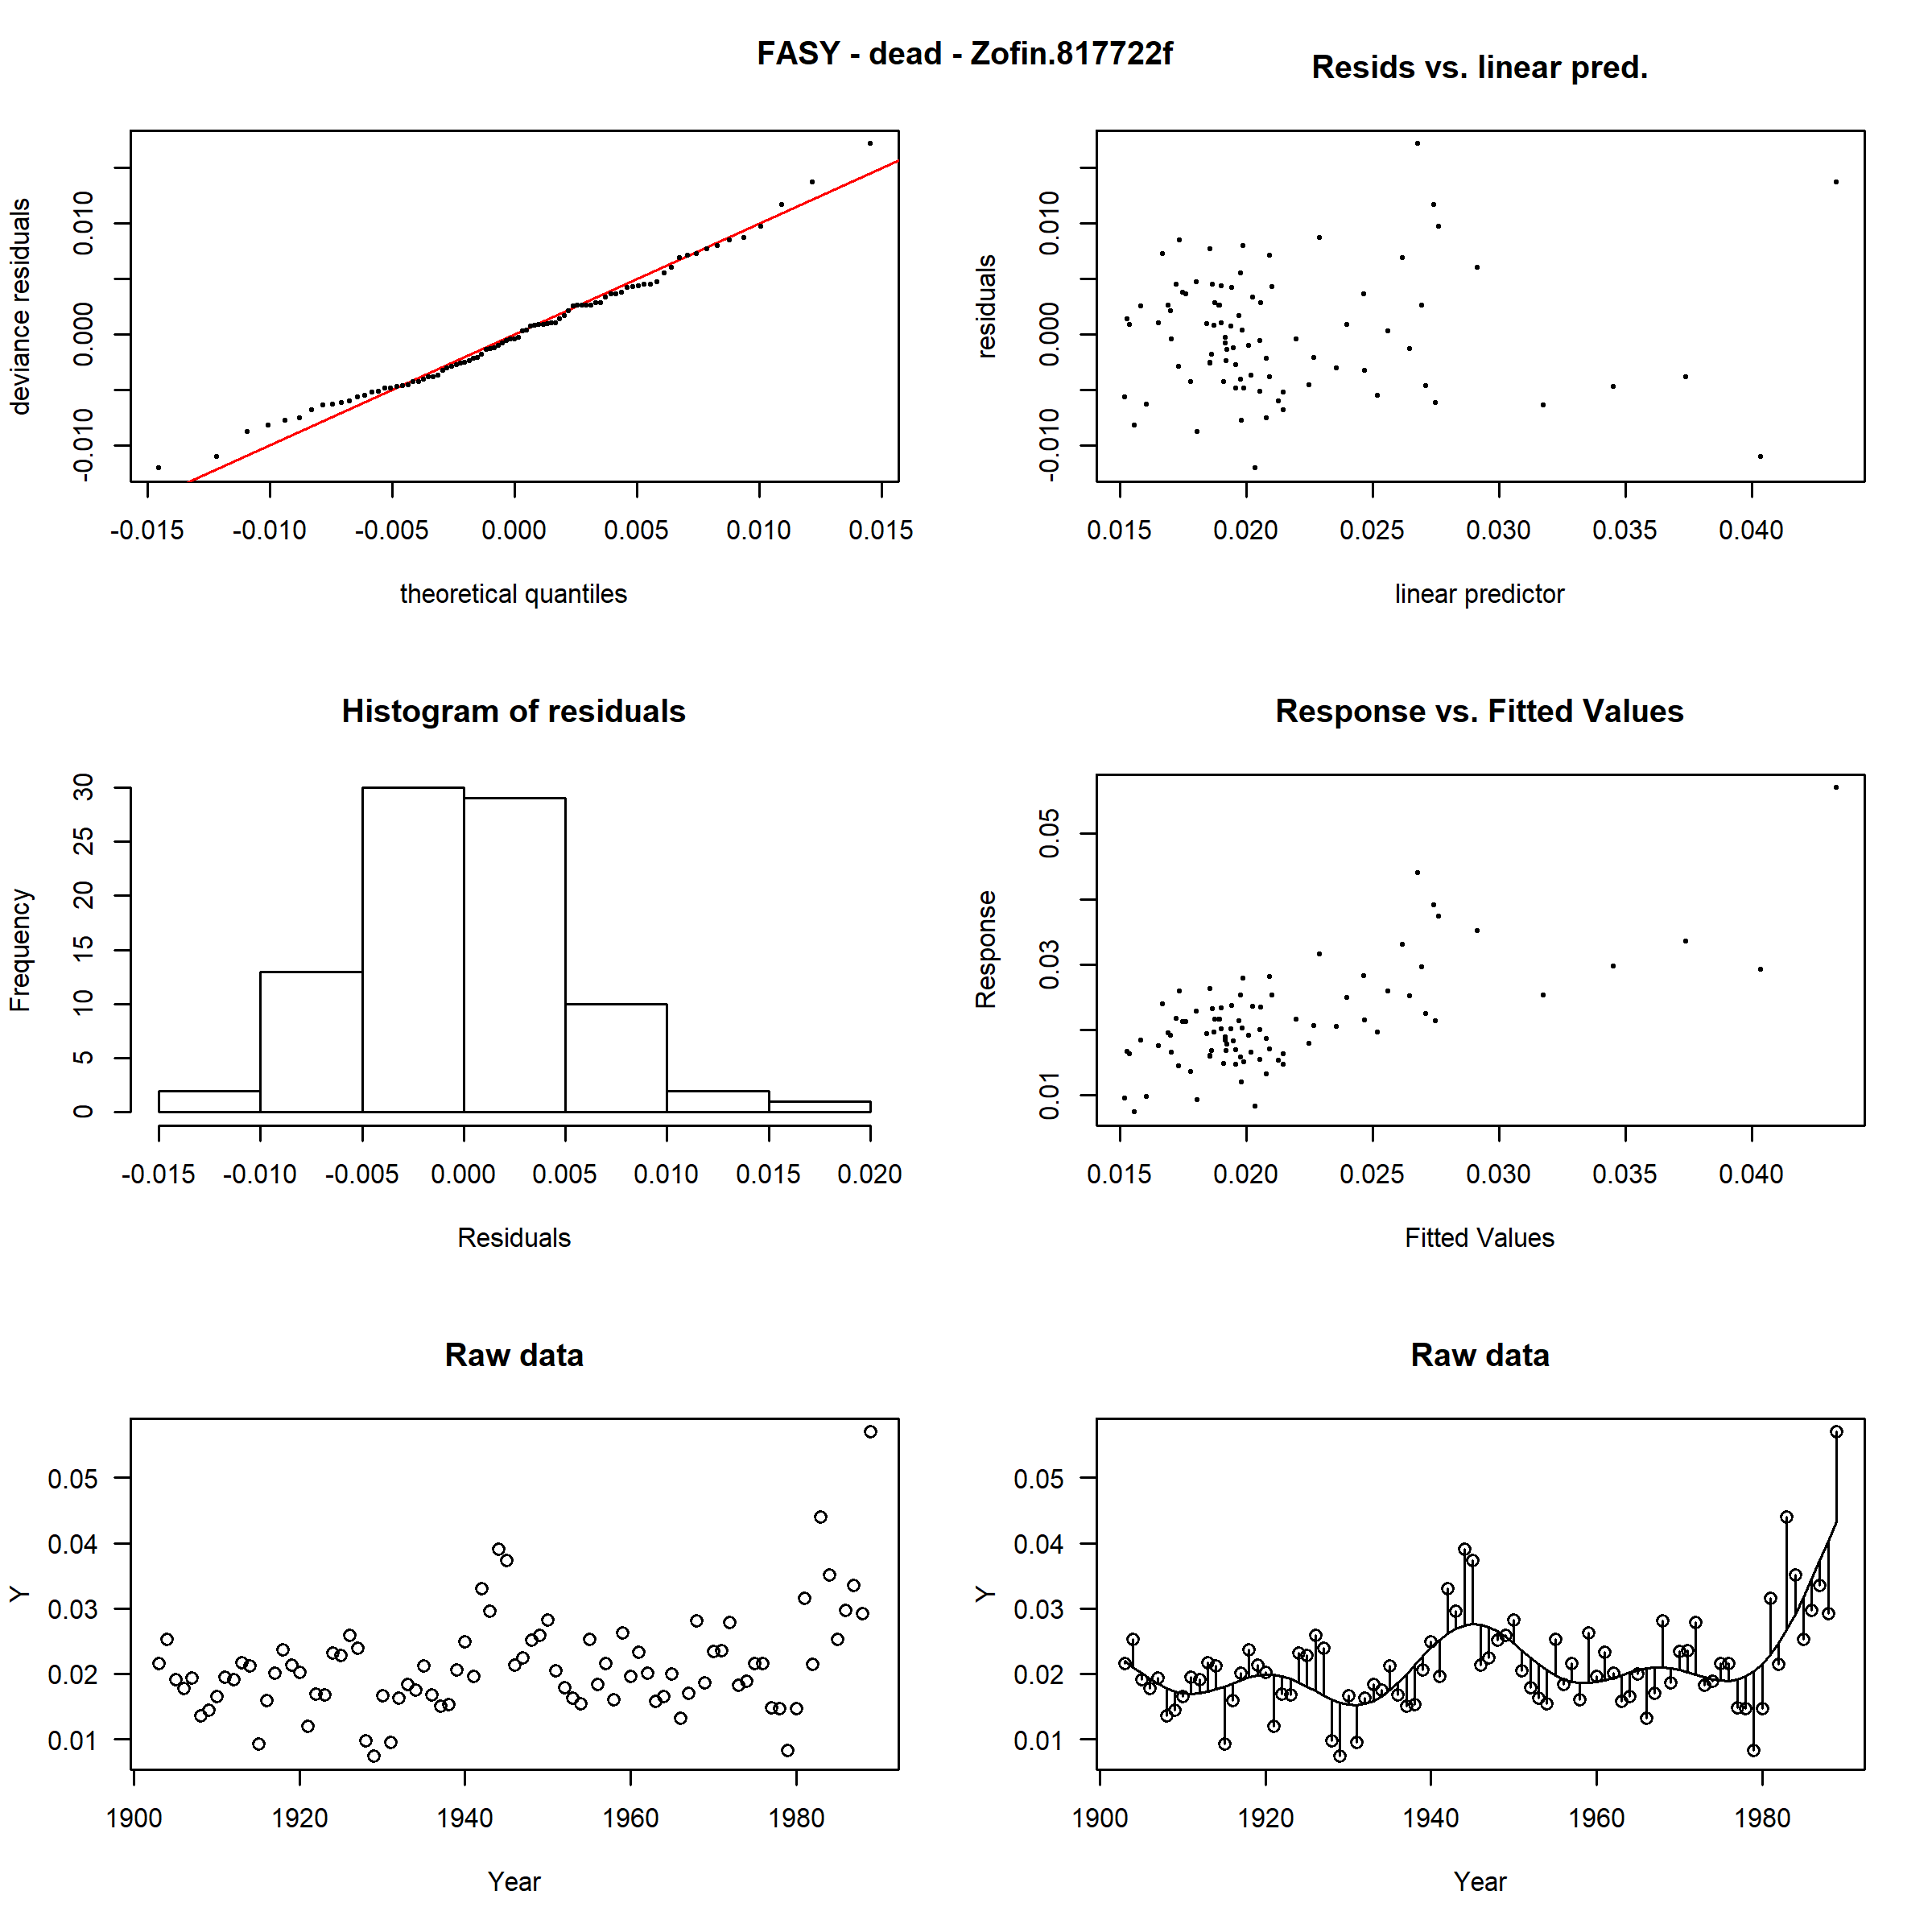 FASY - dead - Zofin.817722f
Resids vs. linear pred.
deviance residuals
-0.010 0.000 0.010
-0.015 -0.010 -0.005 0.000 0.005 0.010 0.015
theoretical quantiles
residuals
-0.010 0.000 0.010
0.015 0.020 0.025 0.030 0.035 0.040
linear predictor
Histogram of residuals
Frequency
0 5 10 15 20 25 30
-0.015 -0.010 -0.005 0.000 0.005 0.010 0.015 0.020
Residuals
Response vs. Fitted Values
Response
0.01 0.03 0.05
0.015 0.020 0.025 0.030 0.035 0.040
Fitted Values
Raw data
Y
0.05
0.04
0.03
0.02
0.01
1900 1920 1940 1960 1980
Year
Raw data
Y
0.05
0.04
0.03
0.02
0.01
1900 1920 1940 1960 1980
Year